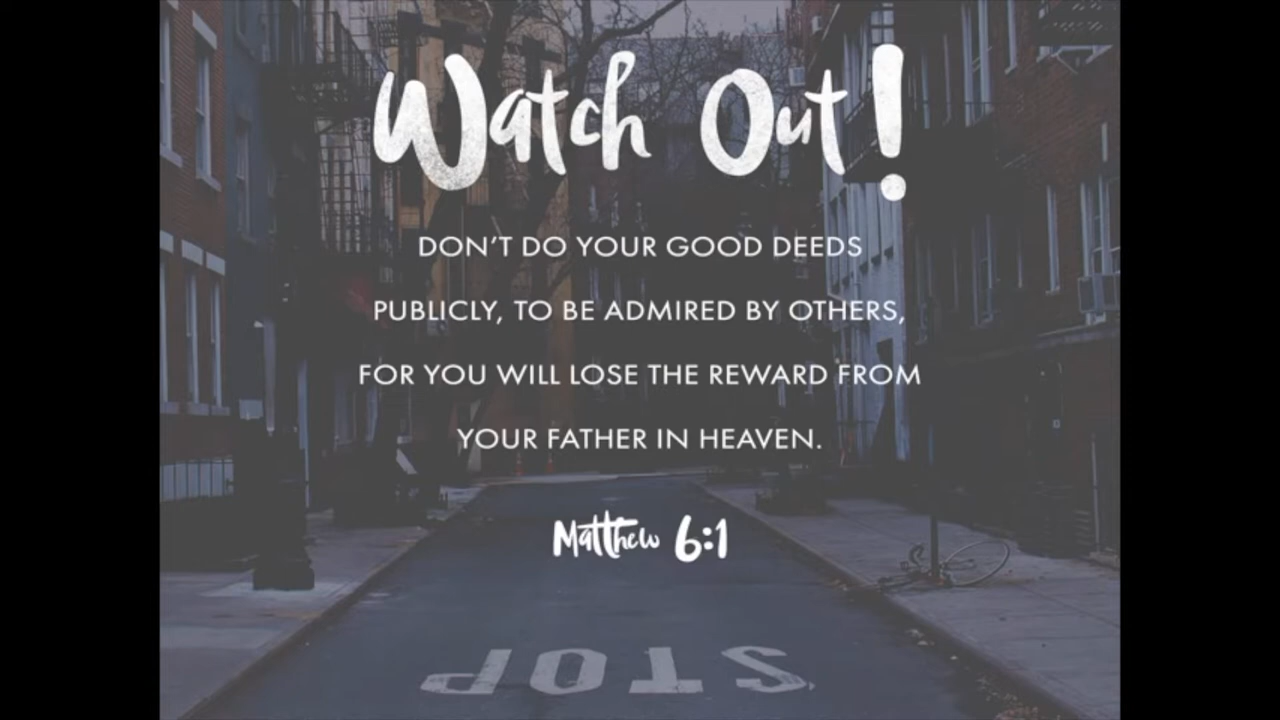 Watch Out!
DON'T DO YOUR GOOD DEEDS
PUBLICLY, TO BE ADMIRED BY OTHERS,
FOR YOU WILL LOSE THE REWARD FROM
YOUR FATHER IN HEAVEN.
Matthew 6:1
STOP